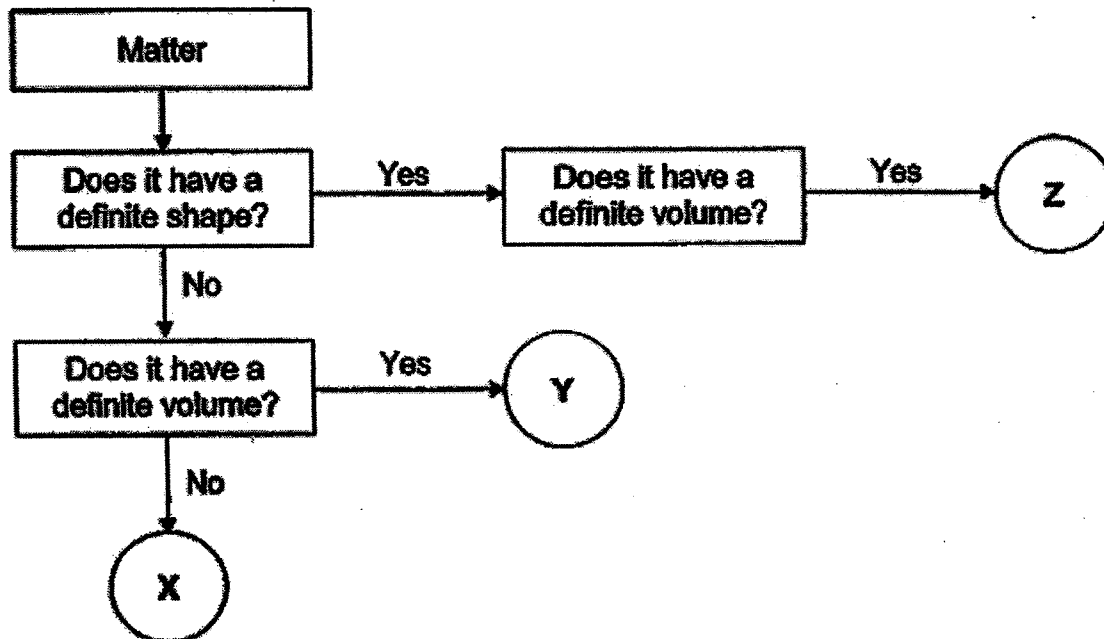 Matter
Does it have a
definite shape?
Yes
Does it have a
definite volume?
Yes
Z
No
Does it have a
definite volume?
Yes
Y
No
X